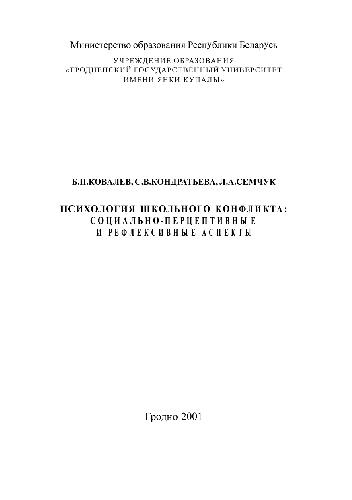 Министерство образования Республики Беларусь
УЧРЕЖДЕНИЕ ОБРАЗОВАНИЯ
«ГРОДНЕНСКИЙ ГОСУДАРСТВЕННЫЙ УНИВЕРСИТЕТ
ИМЕНИ ЯНКИ КУПАЛЫ»
Б.П.КОВАЛЕВ, С.В.КОНДРАТЬЕВА, Л.А.СЕМЧУК
ПСИХОЛОГИЯ ШКОЛЬНОГО КОНФЛИКТА:
СОЦИАЛЬНО-ПЕРЦЕПТИВНЫЕ
И РЕФЛЕКСИВНЫЕ АСПЕКТЫ
Гродно 2001